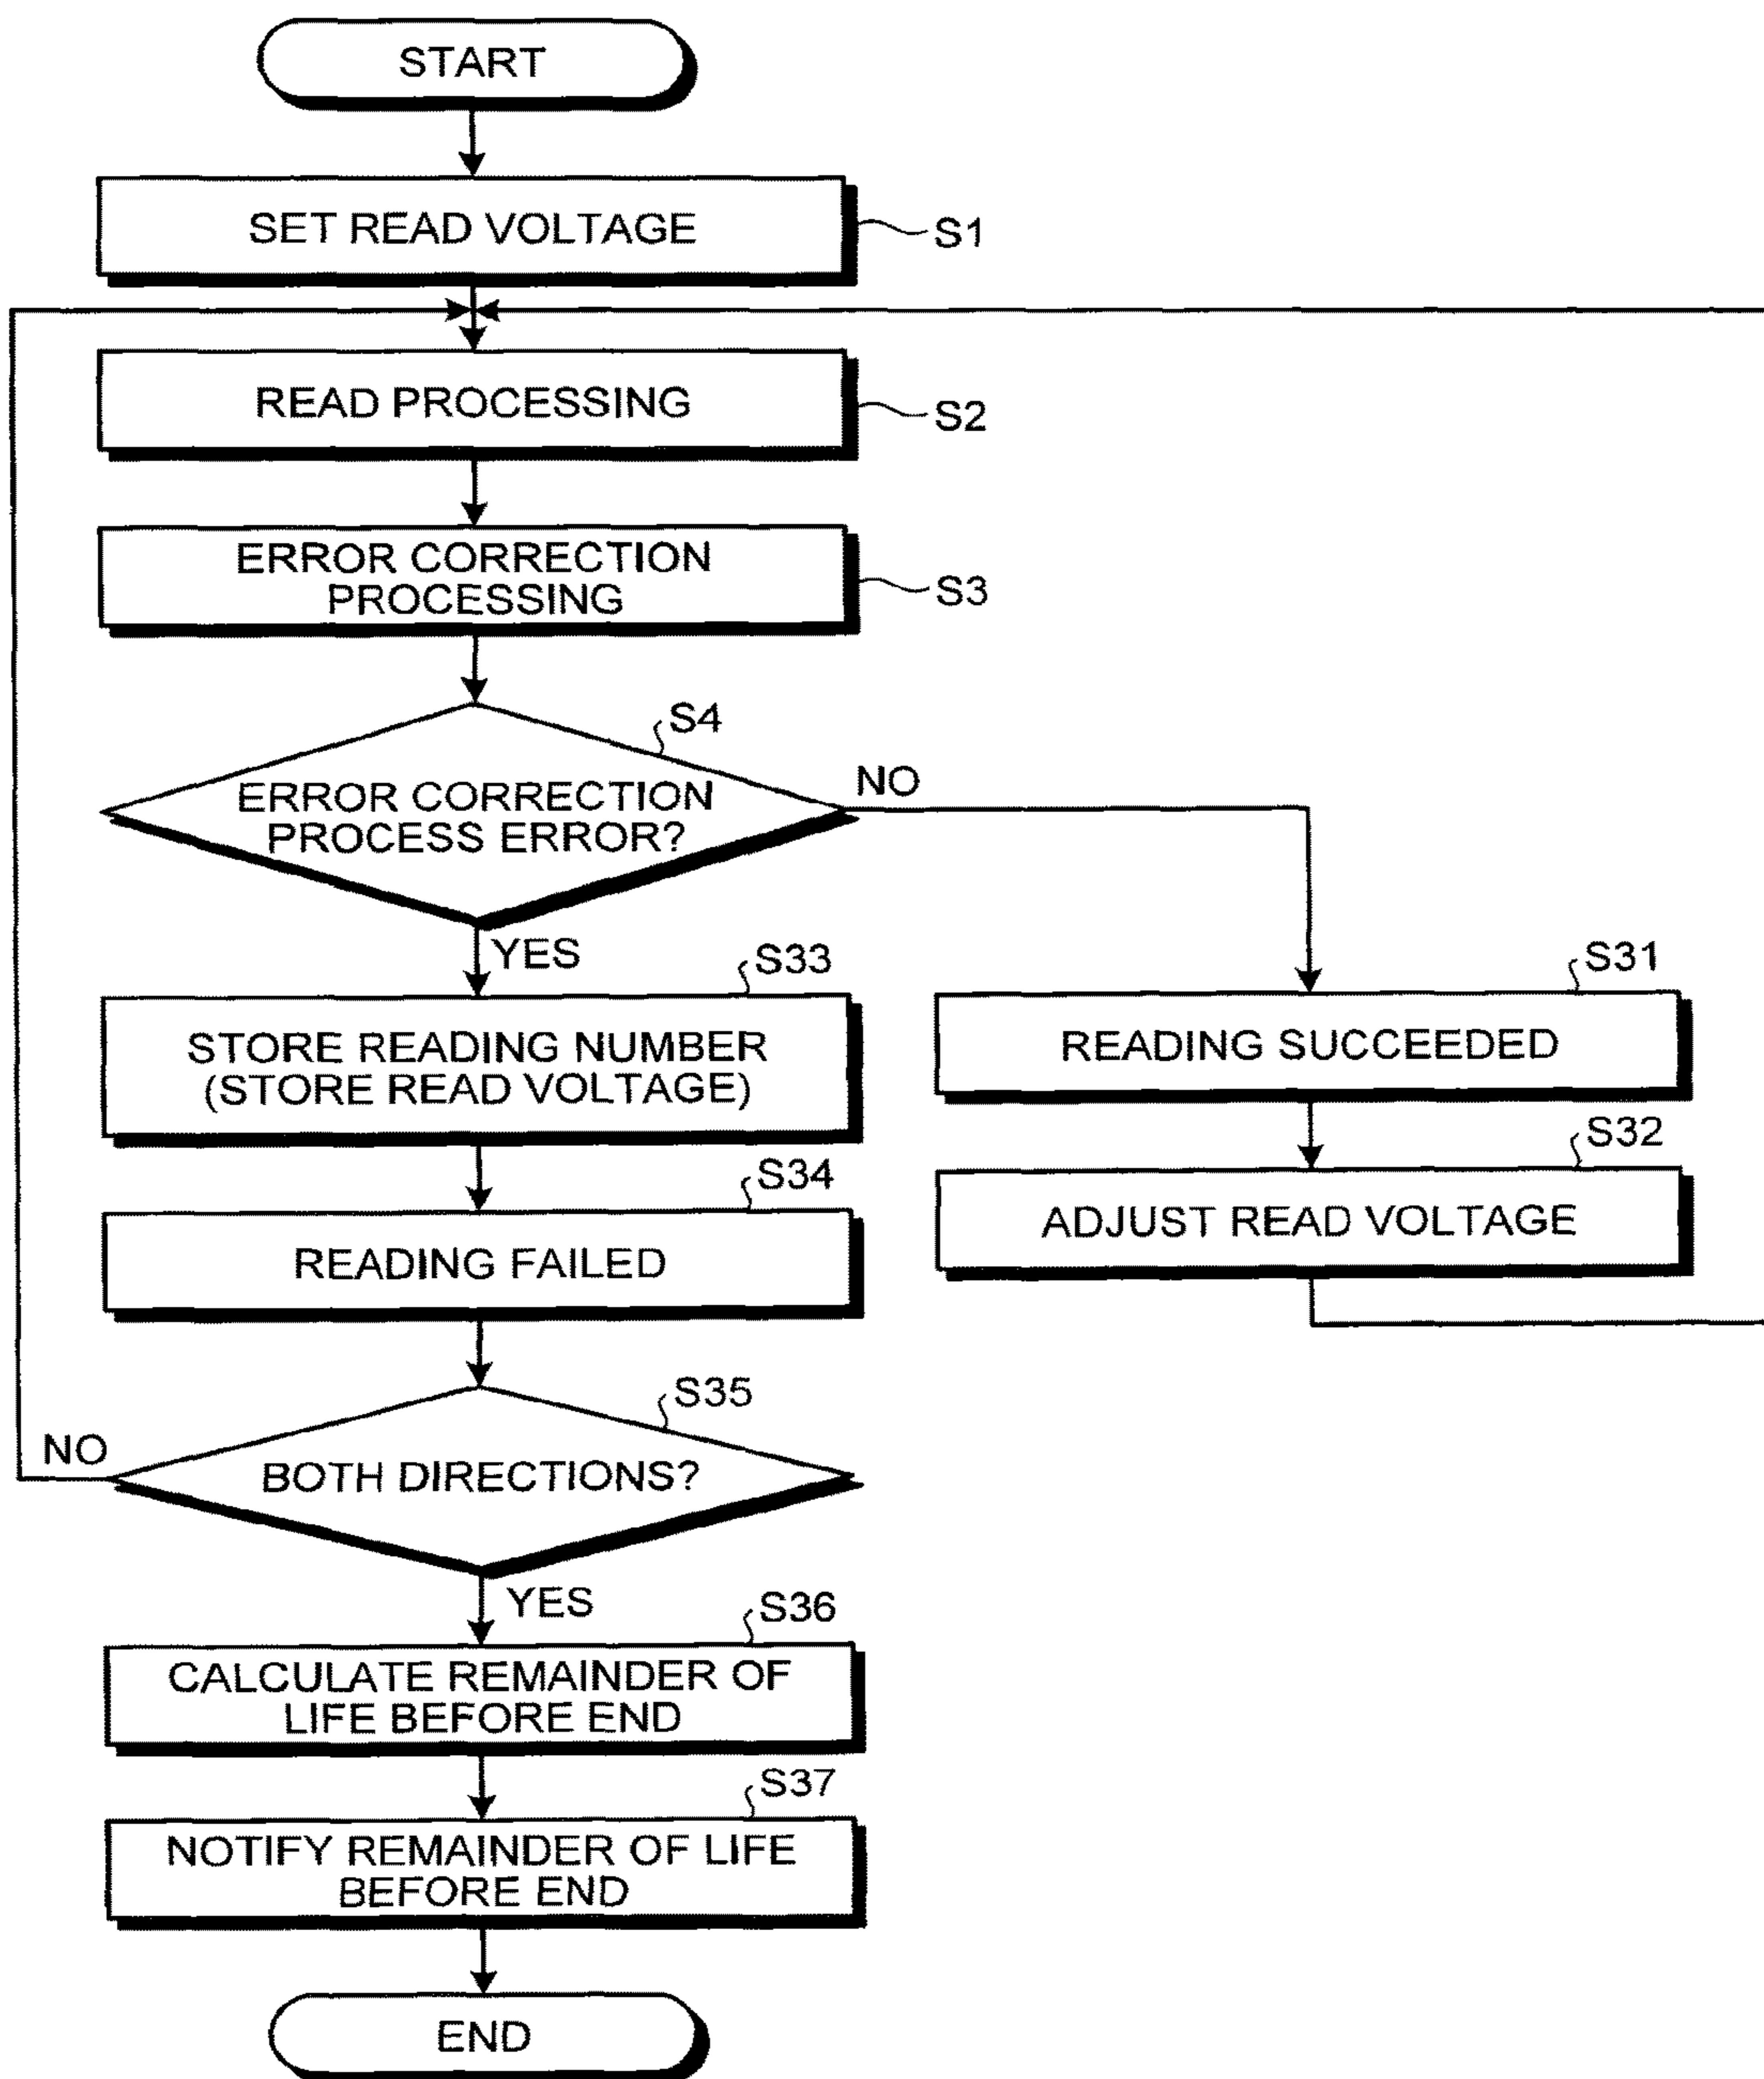 START
SET READ VOLTAGE
S1
READ PROCESSING
S2
ERROR CORRECTION
PROCESSING
S3
S4
ERROR CORRECTION
PROCESS ERROR?
NO
YES
S33
STORE READING NUMBER
(STORE READ VOLTAGE)
S31
READING SUCCEEDED
S34
READING FAILED
S32
ADJUST READ VOLTAGE
S35
BOTH DIRECTIONS?
NO
YES
S36
CALCULATE REMAINDER OF
LIFE BEFORE END
S37
NOTIFY REMAINDER OF LIFE
BEFORE END
END